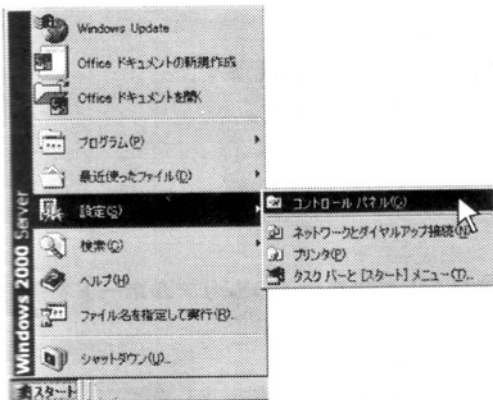 Windows Update
Office ドキュメントの新規作成
Office ドキュメントを開く
プログラム(P)
最近使ったファイル(D)
設定(S)
検索(C)
ヘルプ(H)
ファイル名を指定して実行(R)...
シャットダウン(U)...
Windows 2000 Server
スタート
コントロール パネル(C)
ネットワークとダイヤルアップ接続(N)
プリンタ(P)
タスク バーと [スタート] メニュー(T)...